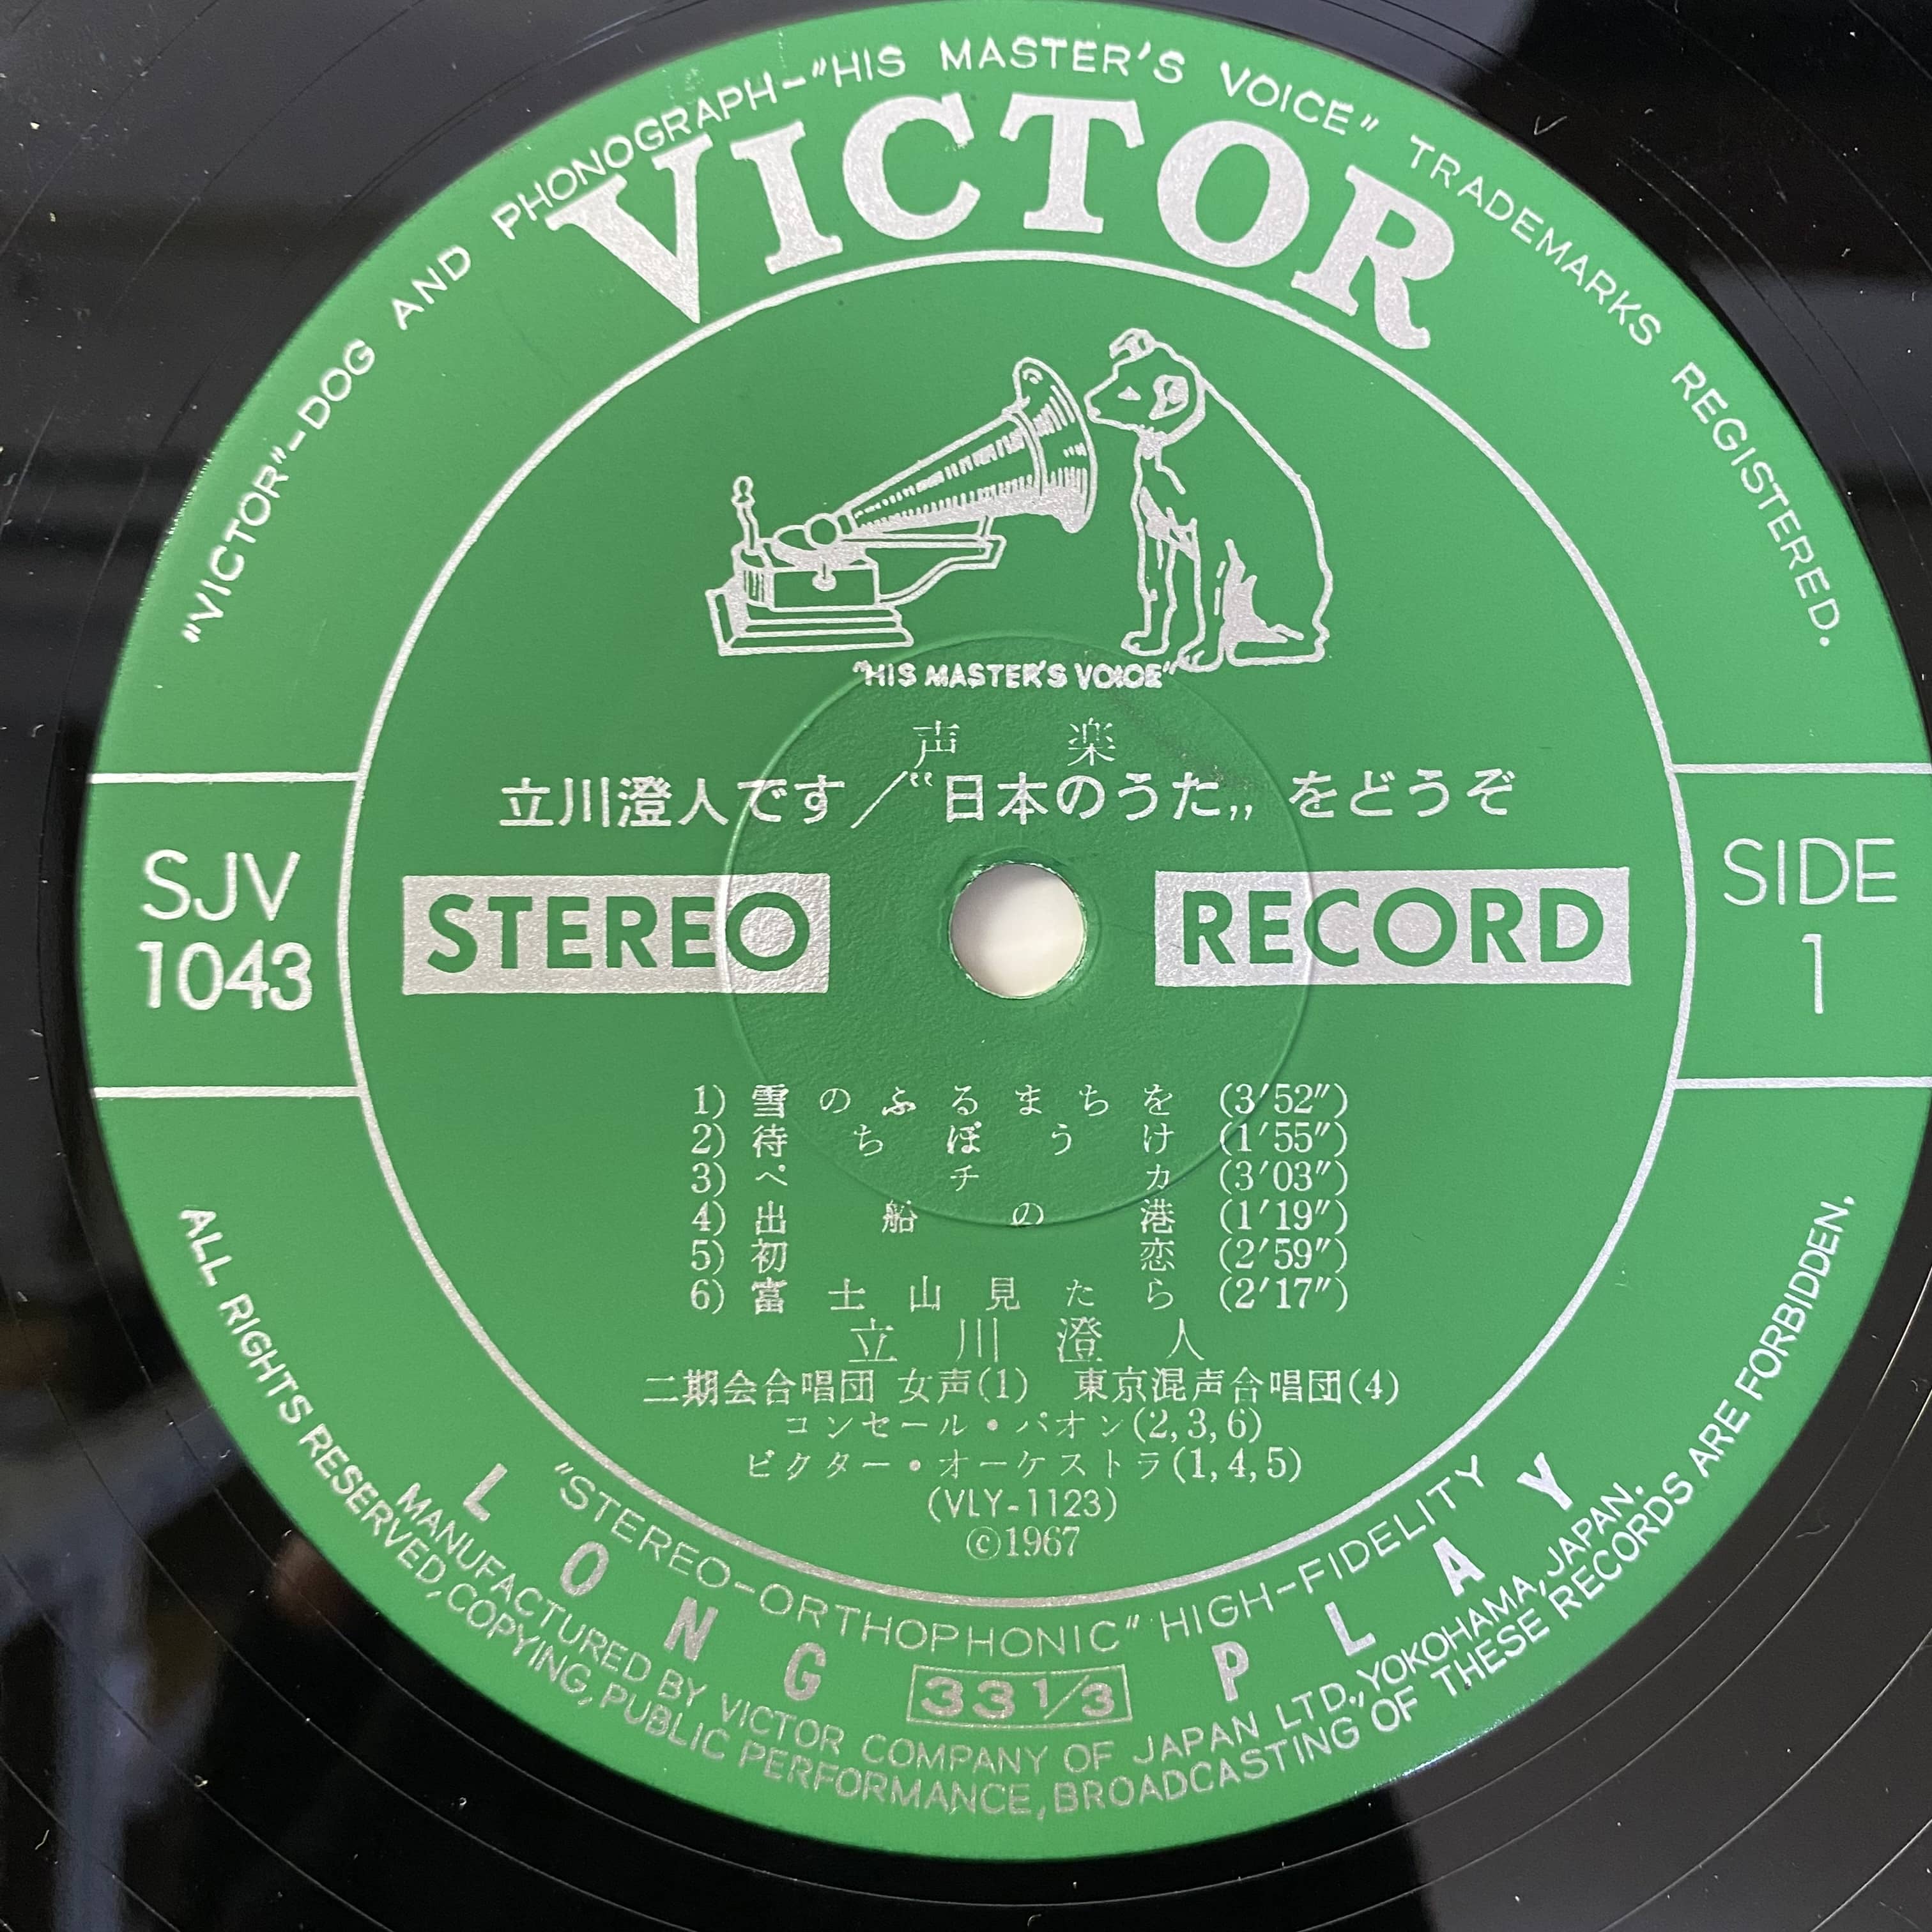 "VICTOR"-DOG AND PHONOGRAPH-"HIS MASTER'S VOICE" TRADEMARKS REGISTERED.
VICTOR
"HIS MASTER'S VOICE"
声楽
立川澄人です/“日本のうた„をどうぞ
SJV
1043
STEREO RECORD
SIDE
1
1) 雪のふるまちを (3′52″)
2) 待ちぼうけ (1′55″)
3) ペチカ (3′03″)
4) 出船の港 (1′19″)
5) 初恋 (2′59″)
6) 富士山見たら (2′17″)
立川澄人
二期会合唱団 女声(1) 東京混声合唱団(4)
コンセール・パオン(2,3,6)
ビクター・オーケストラ(1,4,5)
(VLY-1123)
©1967
"STEREO-ORTHOPHONIC" HIGH-FIDELITY
LONG PLAY
33 1/3
MANUFACTURED BY VICTOR COMPANY OF JAPAN LTD., YOKOHAMA, JAPAN.
ALL RIGHTS RESERVED, COPYING, PUBLIC PERFORMANCE, BROADCASTING OF THESE RECORDS ARE FORBIDDEN,